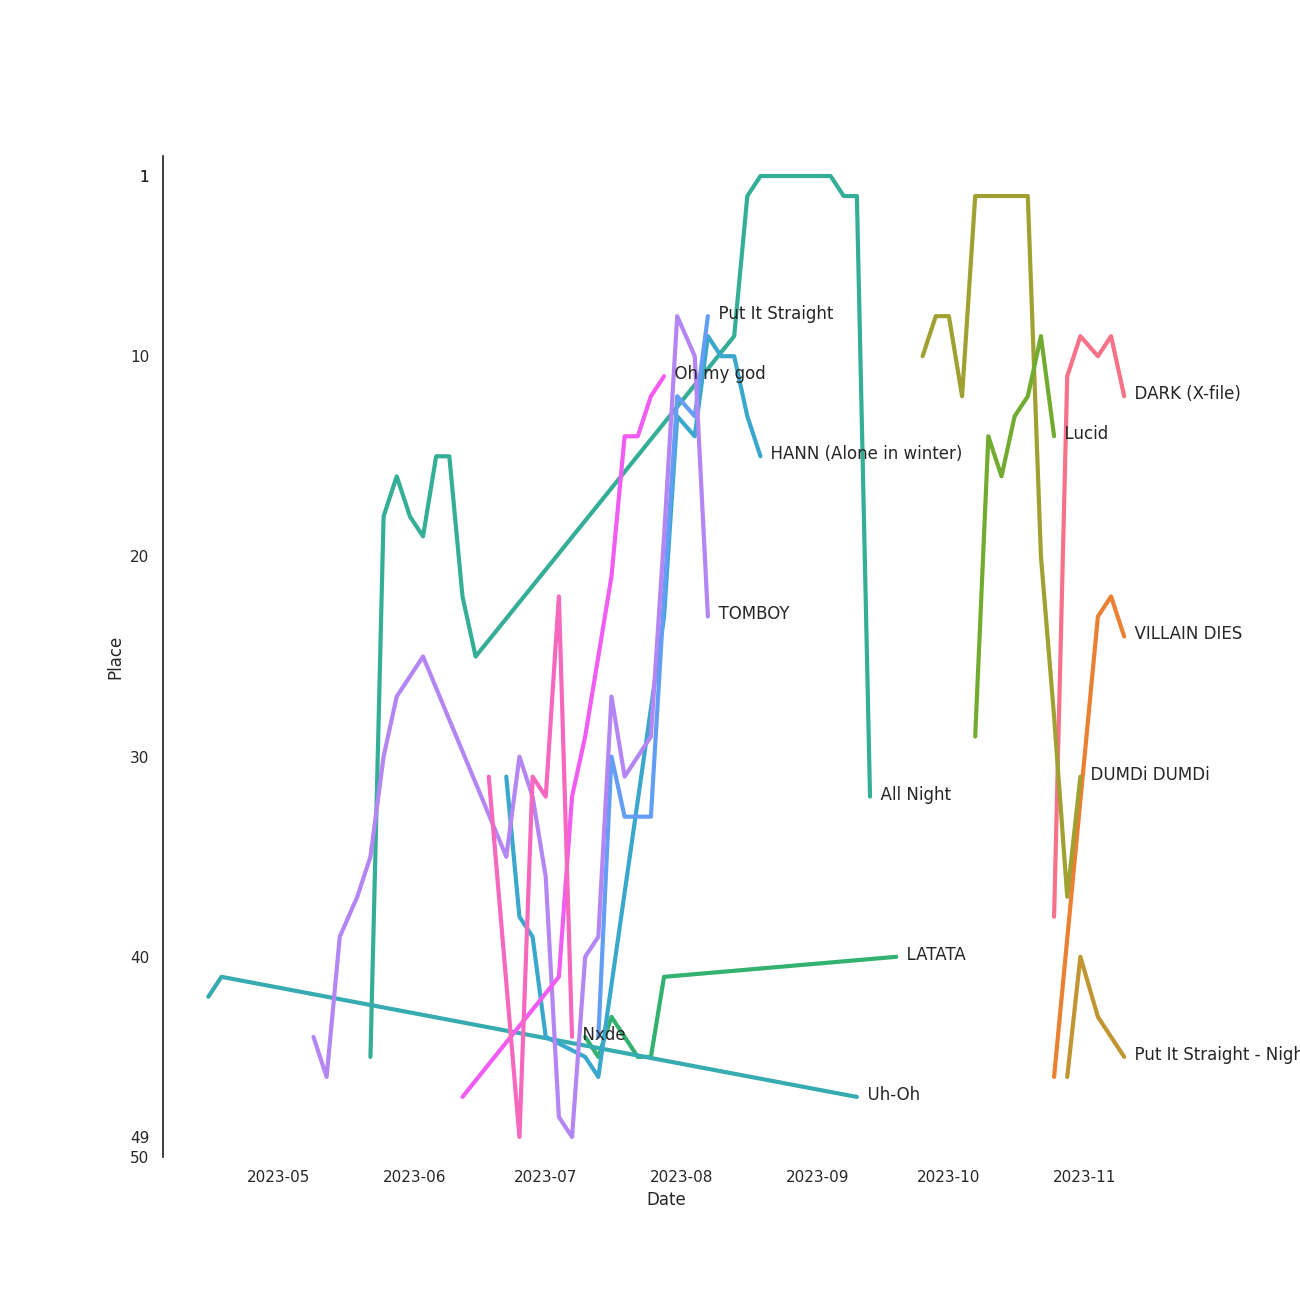 1
Put It Straight
10
Oh my god
DARK (X-file)
Lucid
HANN (Alone in winter)
20
TOMBOY
VILLAIN DIES
Place
30
DUMDi DUMDi
All Night
40
LATATA
Nxde
Put It Straight - Nigh
Uh-Oh
49
50
2023-05 2023-06 2023-07 2023-08 2023-09 2023-10 2023-11
Date